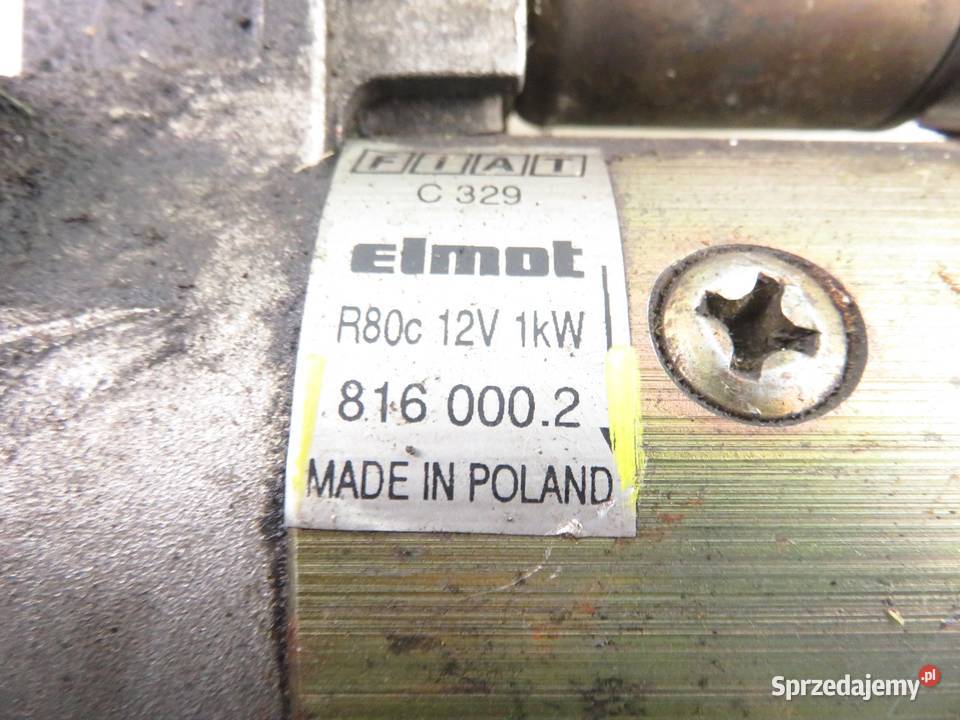 FIAT
C 329
elmot
R80c 12V 1kW
816 000.2
MADE IN POLAND
Sprzedajemy.pl